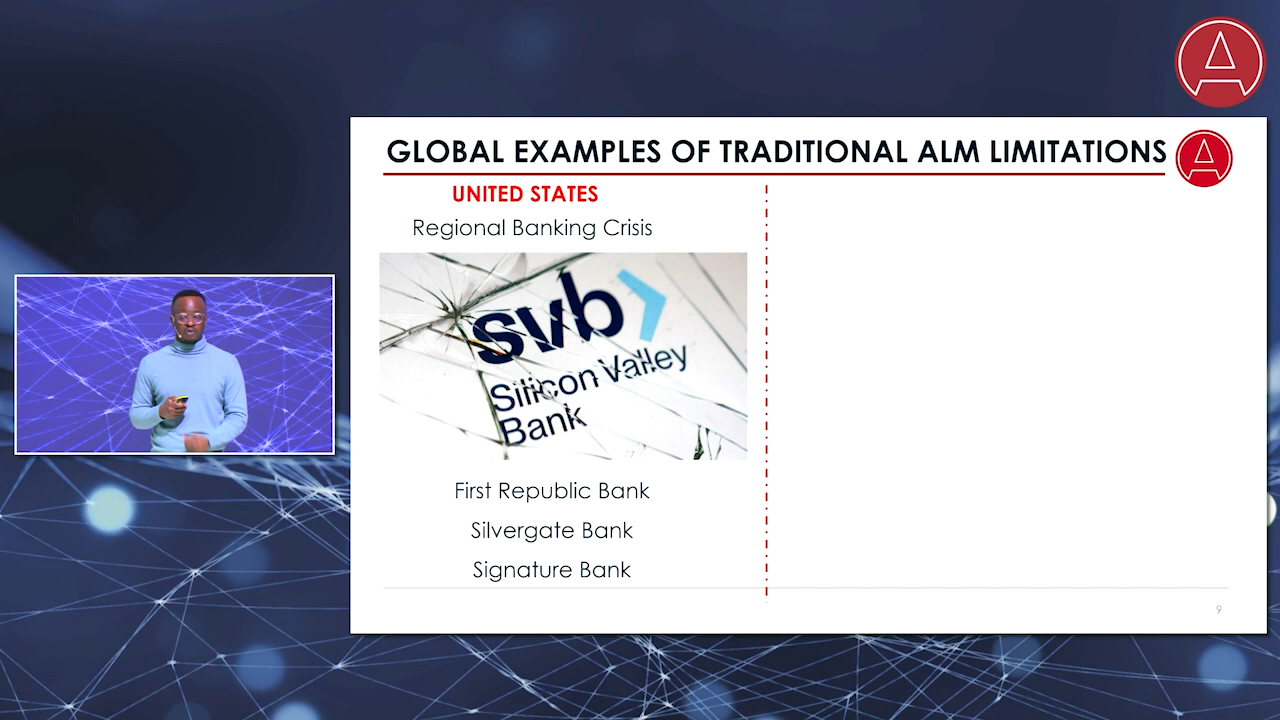 GLOBAL EXAMPLES OF TRADITIONAL ALM LIMITATIONS
UNITED STATES
Regional Banking Crisis
svb
Silicon Valley
Bank
First Republic Bank
Silvergate Bank
Signature Bank
9